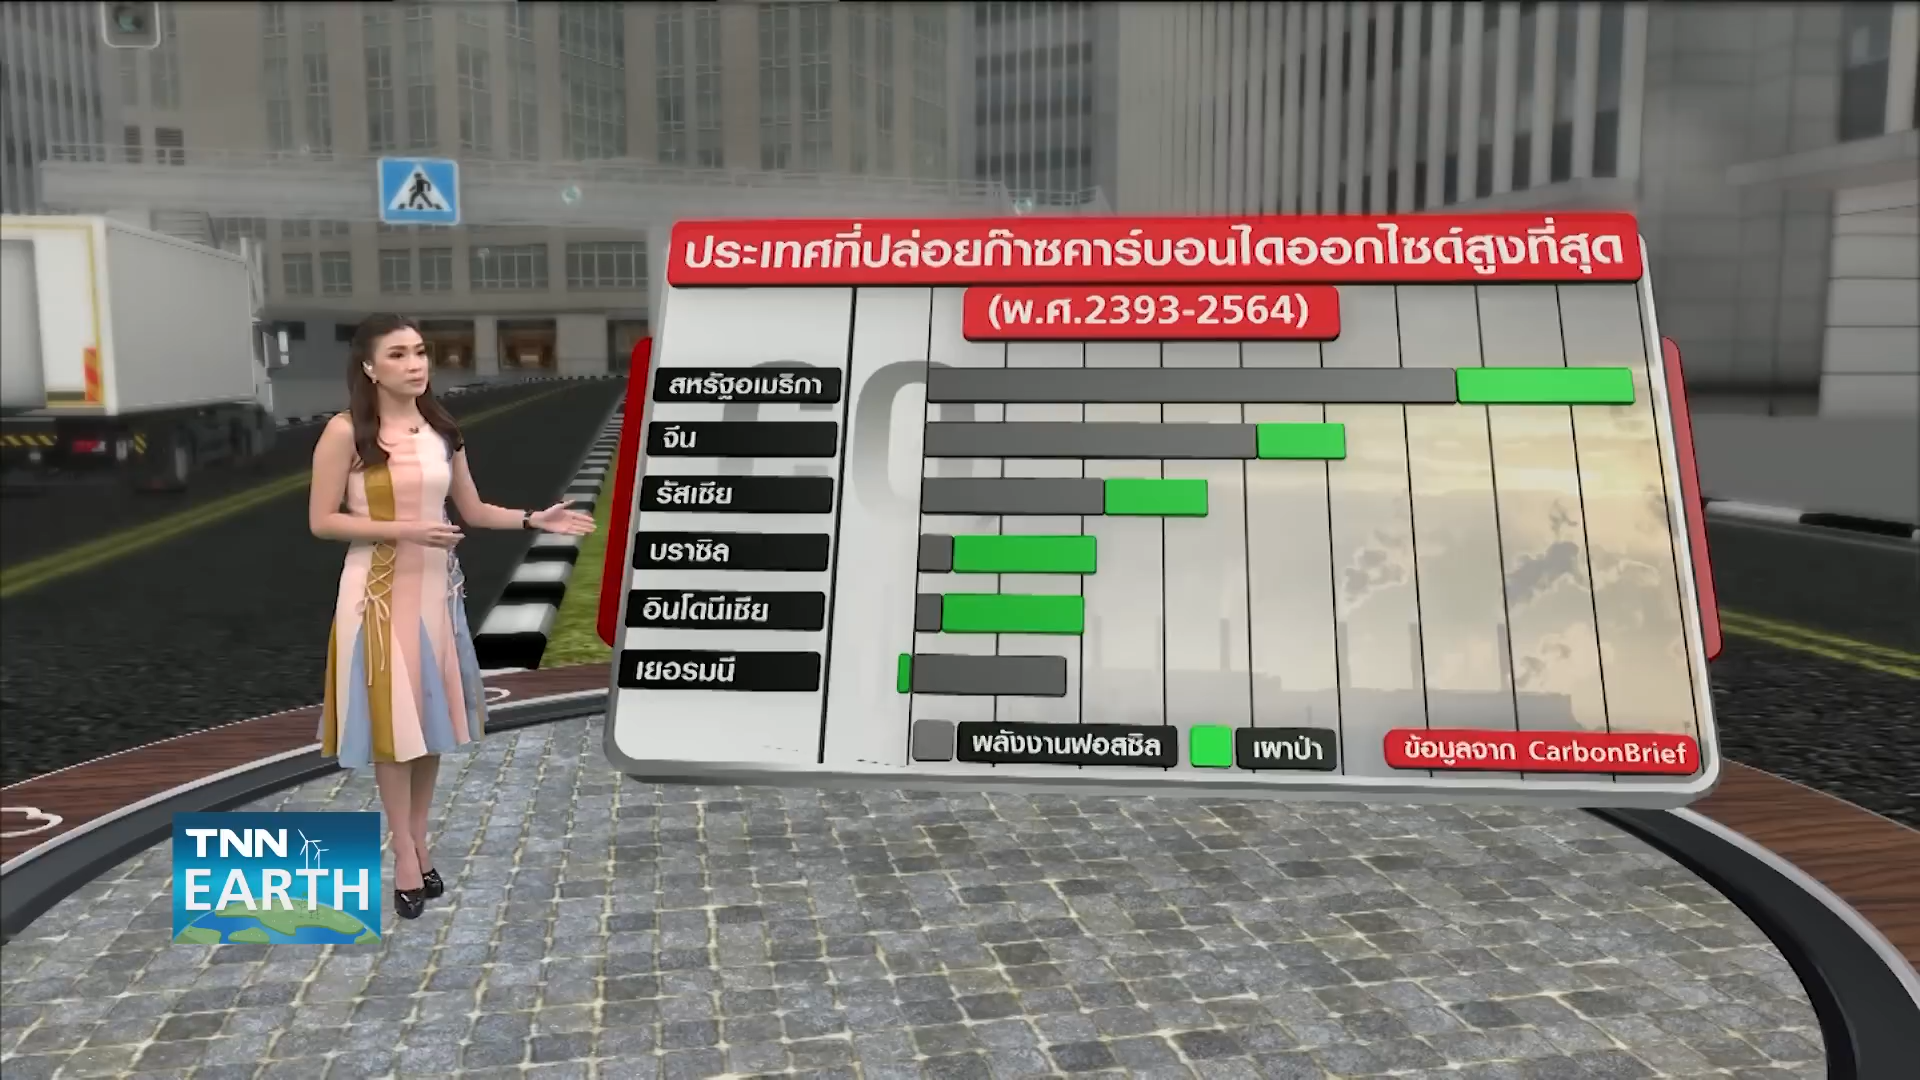 ประเทศที่ปล่อยก๊าซคาร์บอนไดออกไซด์สูงที่สุด
(พ.ศ.2393-2564)
สหรัฐอเมริกา
จีน
รัสเซีย
บราซิล
อินโดนีเซีย
เยอรมนี
พลังงานฟอสซิล
เผาป่า
ข้อมูลจาก CarbonBrief
TNN
EARTH